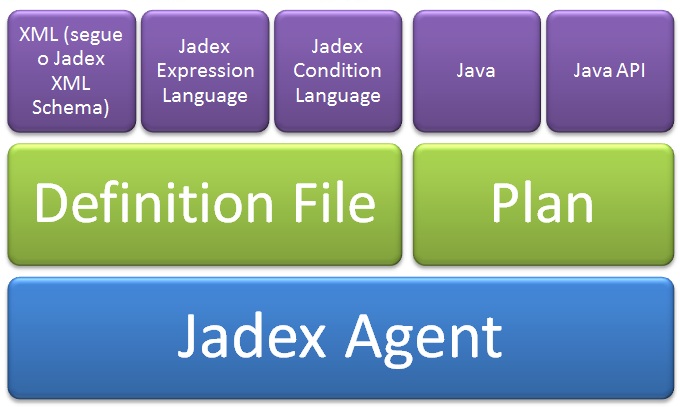 XML (segue
o Jadex
XML
Schema)
Jadex
Expression
Language
Jadex
Condition
Language
Java
Java API
Definition File
Plan
Jadex Agent